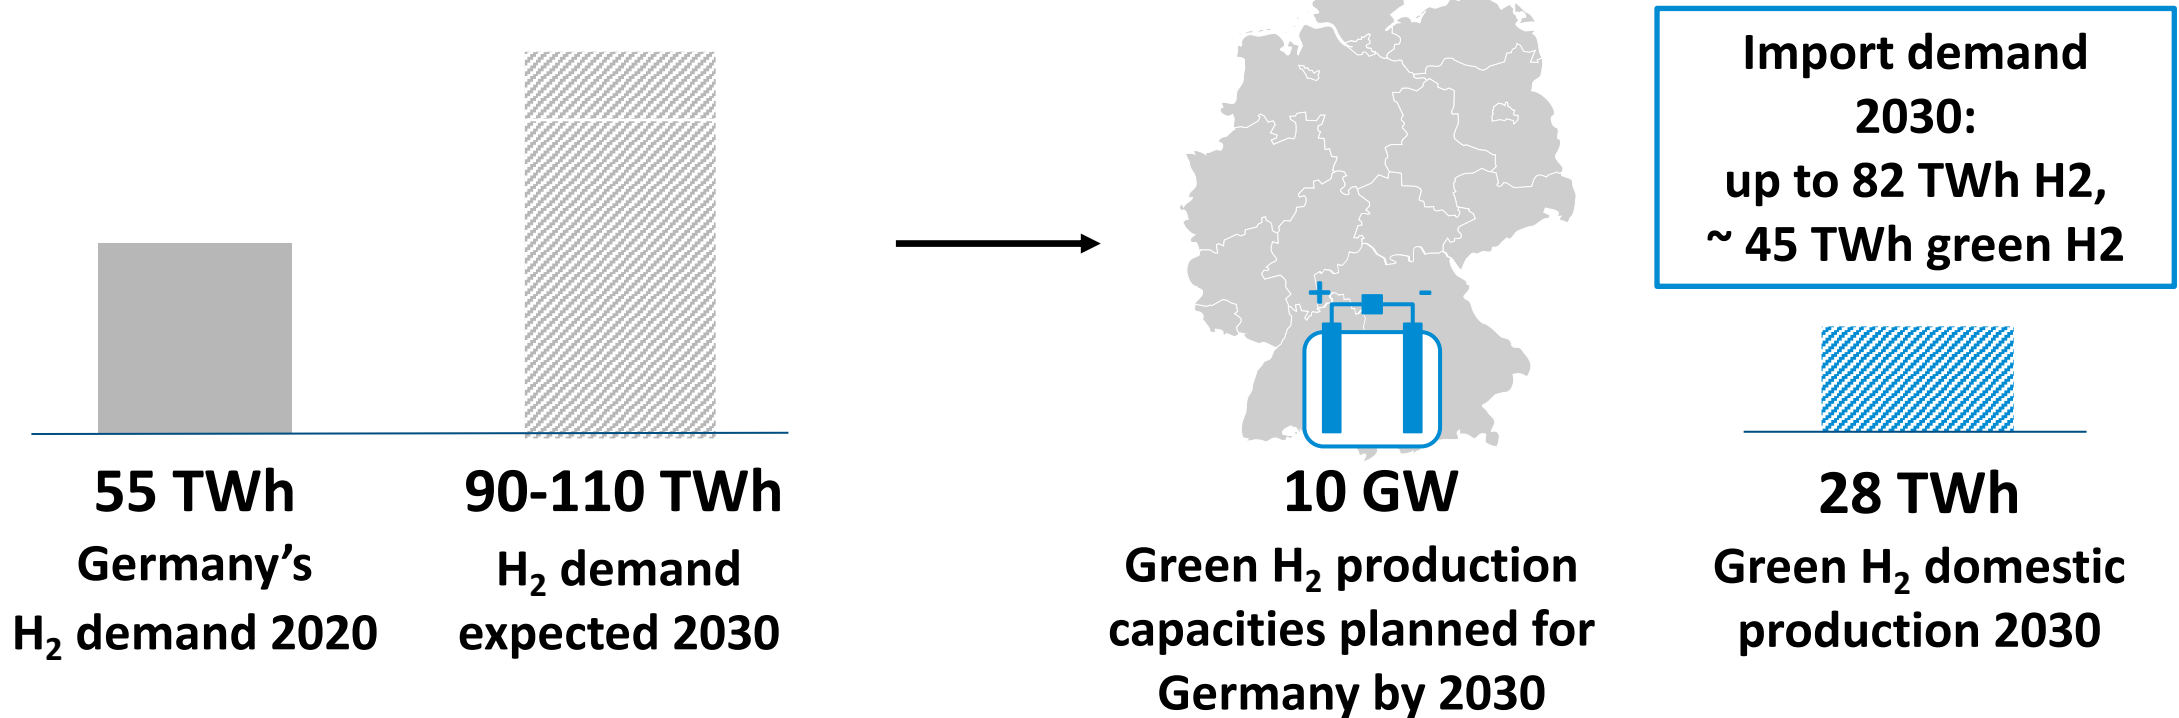 55 TWh
Germany’s
H₂ demand 2020
90-110 TWh
H₂ demand
expected 2030
+ -
10 GW
Green H₂ production
capacities planned for
Germany by 2030
Import demand
2030:
up to 82 TWh H2,
~ 45 TWh green H2
28 TWh
Green H₂ domestic
production 2030